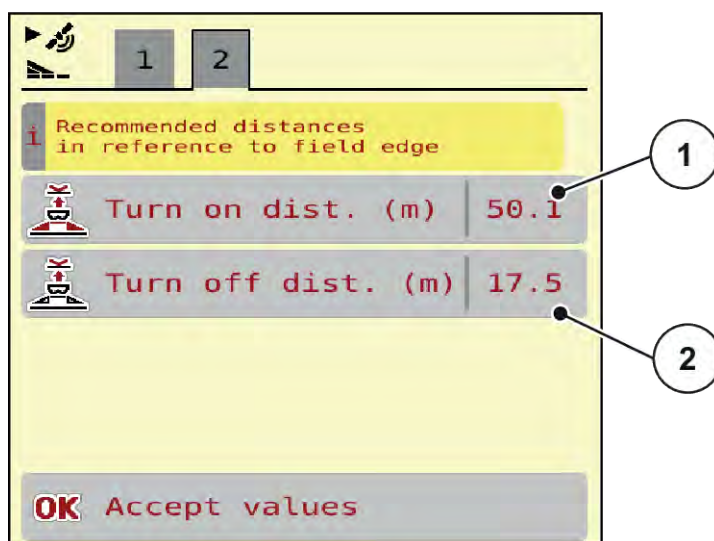 1 2
i Recommended distances
in reference to field edge
Turn on dist. (m) 50.1
1
Turn off dist. (m) 17.5
2
OK Accept values